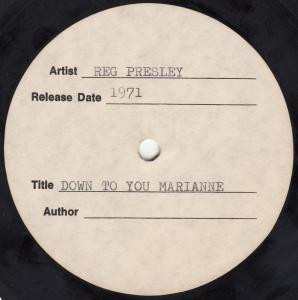 Artist REG PRESLEY
Release Date 1971
Title DOWN TO YOU MARIANNE
Author